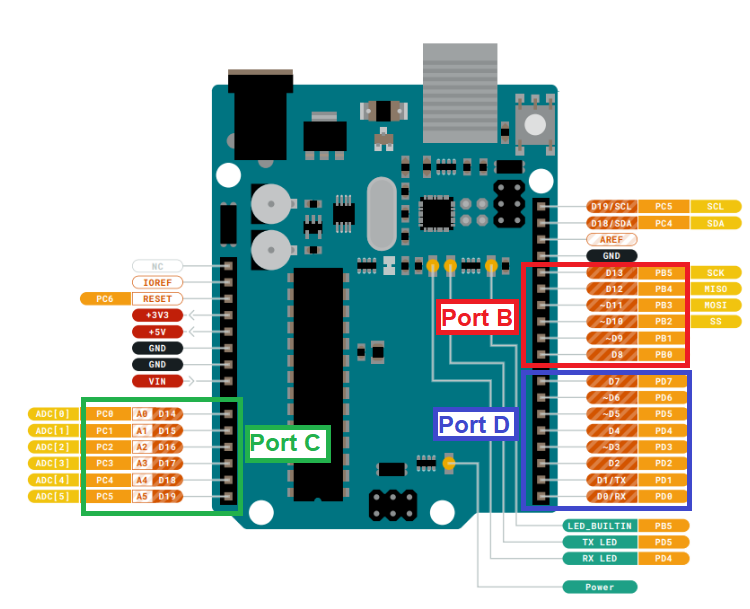 D19/SCL PC5 SCL
D18/SDA PC4 SDA
AREF
GND
NC
IOREF
PC6 RESET
+3V3
+5V
GND
GND
VIN
D13 PB5 SCK
D12 PB4 MISO
~D11 PB3 MOSI
~D10 PB2 SS
~D9 PB1
D8 PB0
Port B
D7 PD7
~D6 PD6
~D5 PD5
D4 PD4
~D3 PD3
D2 PD2
D1/TX PD1
D0/RX PD0
Port D
ADC[0] PC0 A0 D14
ADC[1] PC1 A1 D15
ADC[2] PC2 A2 D16
ADC[3] PC3 A3 D17
ADC[4] PC4 A4 D18
ADC[5] PC5 A5 D19
Port C
LED_BUILTIN PB5
TX LED PD5
RX LED PD4
Power